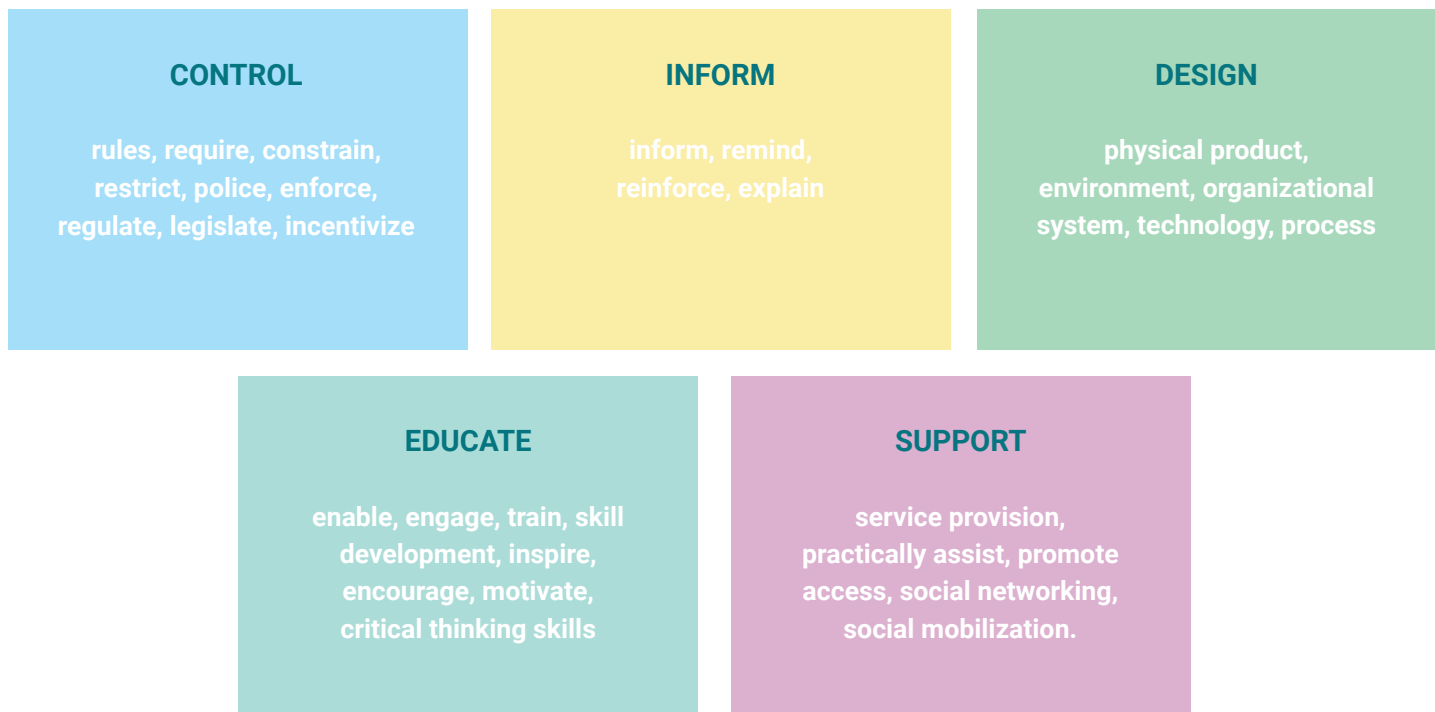 CONTROL
rules, require, constrain,
restrict, police, enforce,
regulate, legislate, incentivize
INFORM
inform, remind,
reinforce, explain
DESIGN
physical product,
environment, organizational
system, technology, process
EDUCATE
enable, engage, train, skill
development, inspire,
encourage, motivate,
critical thinking skills
SUPPORT
service provision,
practically assist, promote
access, social networking,
social mobilization.